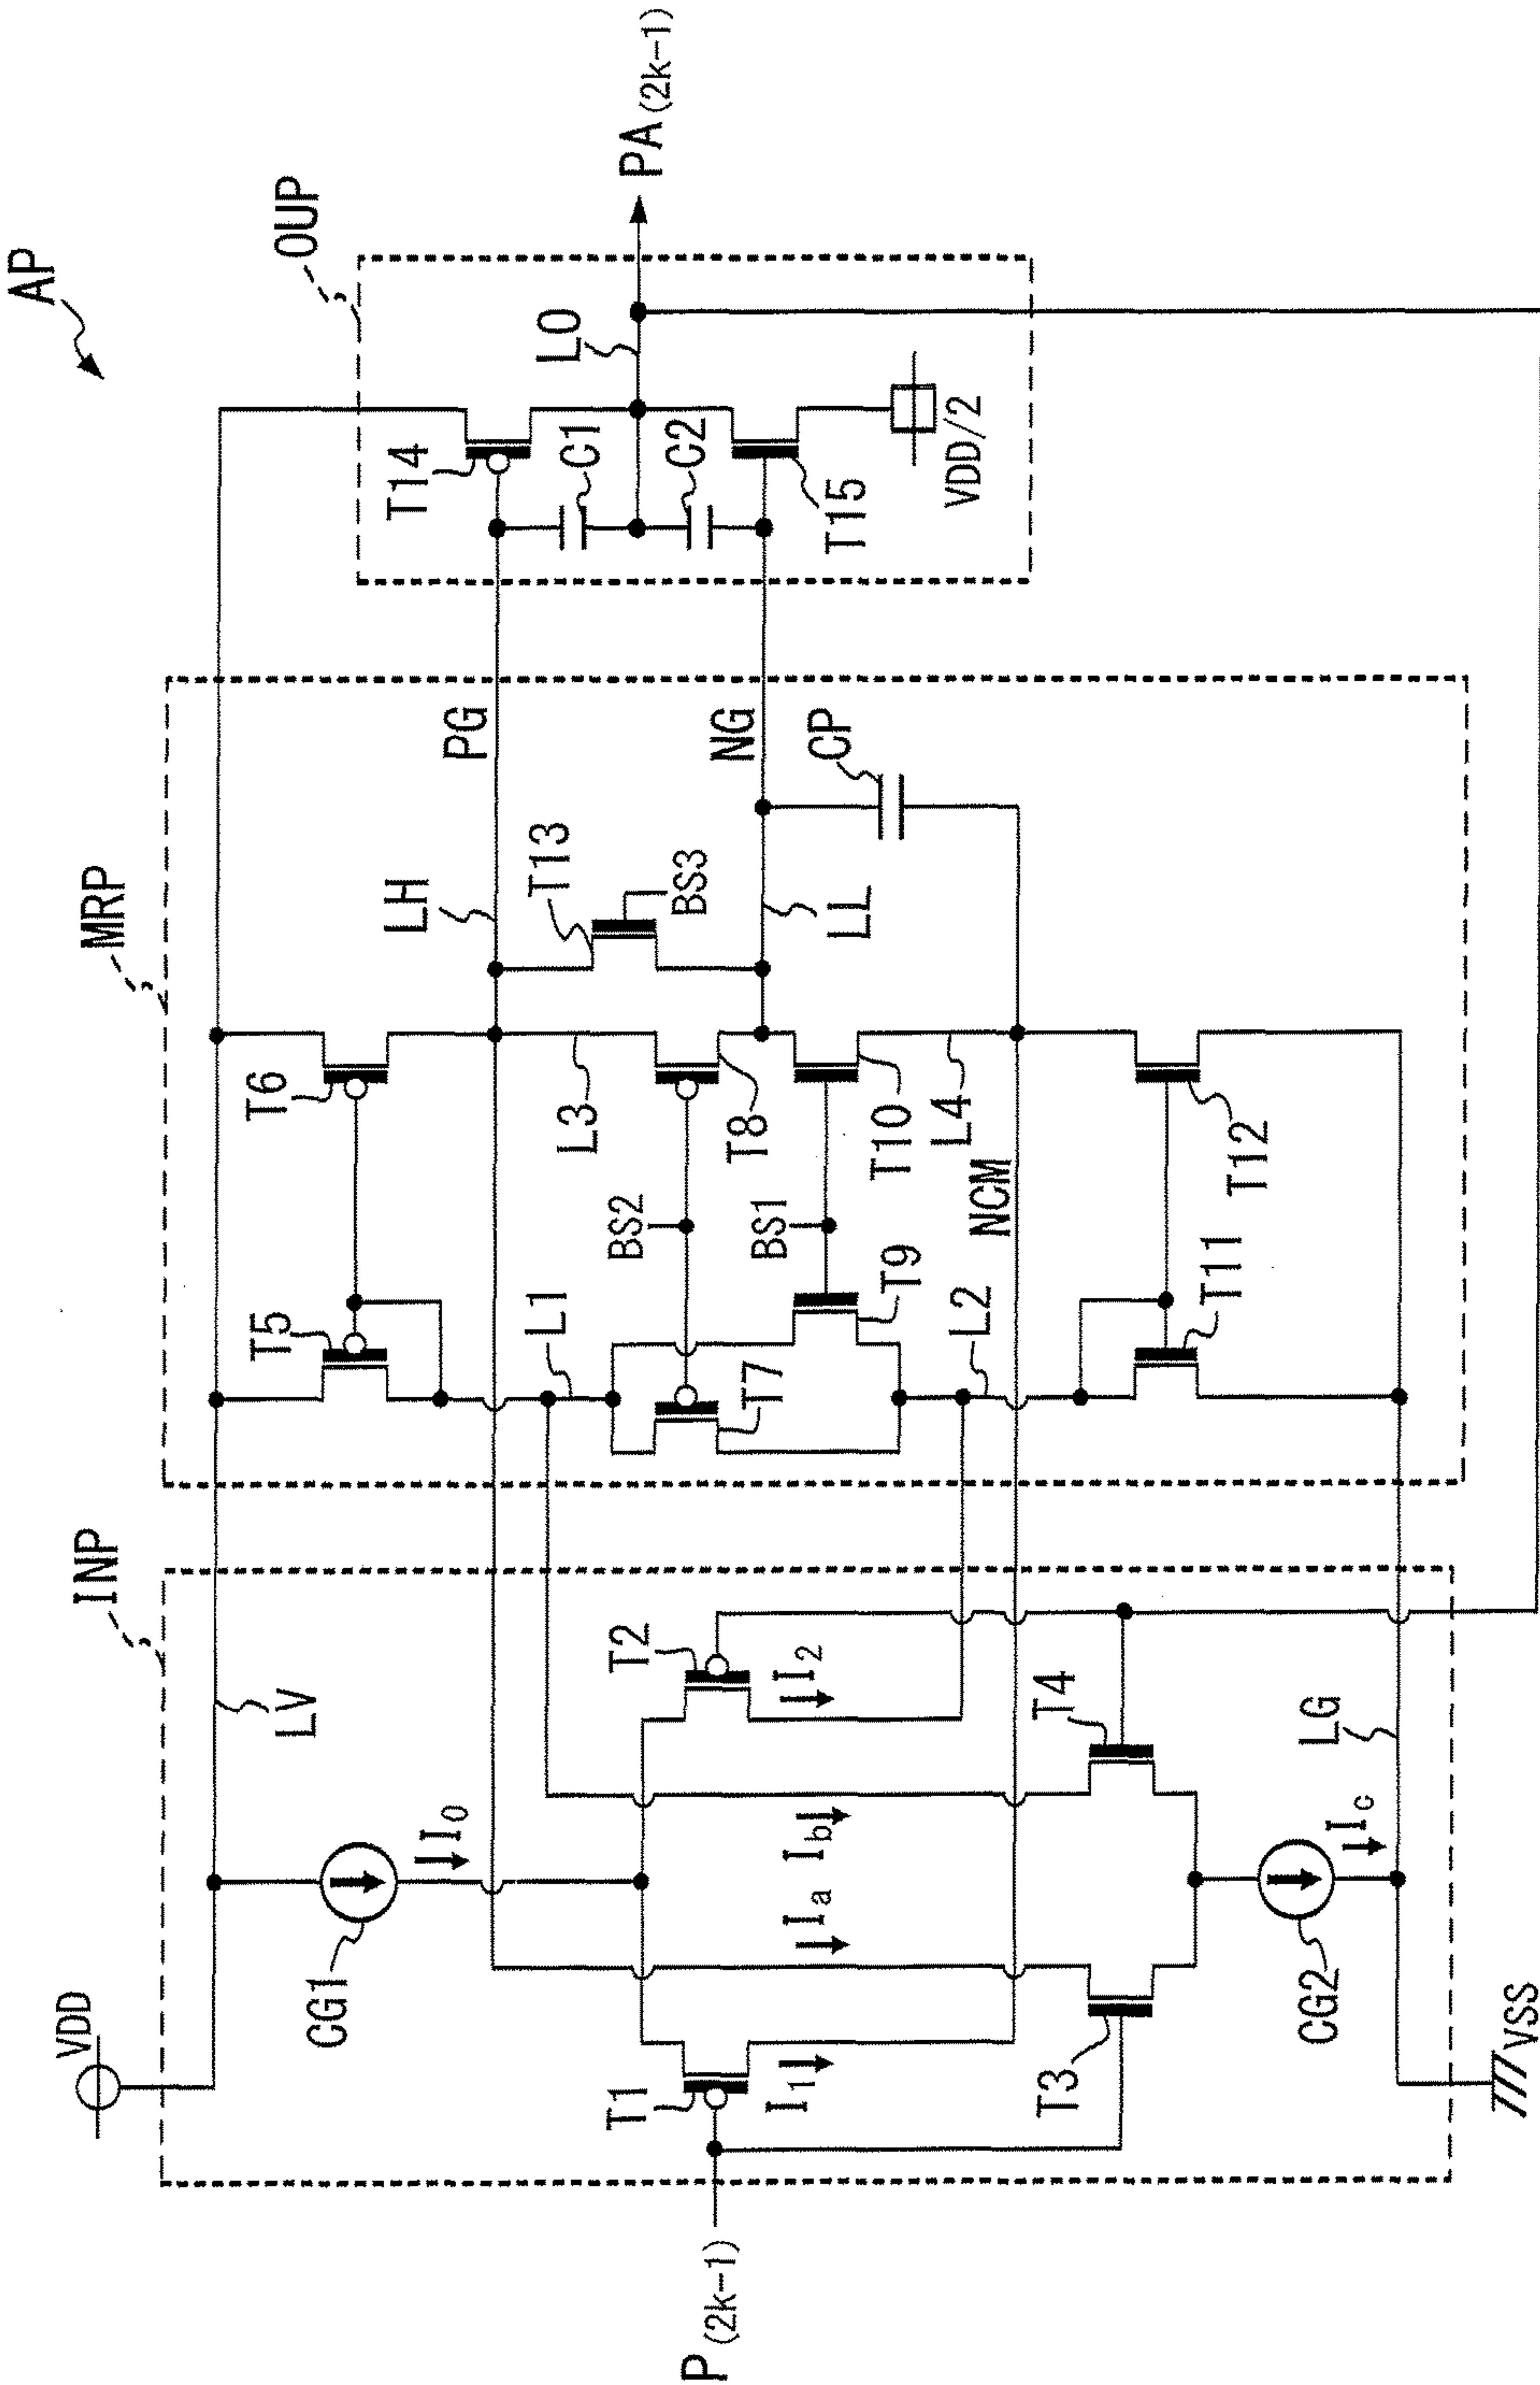 AP
INP
MRP
OUP
VDD
LV
CG1
I0
T1
I1
T2
I2
Ia
Ib
T3
T4
CG2
Ic
LG
VSS
P(2k-1)
T5
T6
L1
LH
PG
L3
T13
BS3
BS2
T7
T8
BS1
T9
T10
NG
LL
CP
L2
L4
NCM
T11
T12
T14
C1
LO
C2
T15
VDD/2
PA(2k-1)